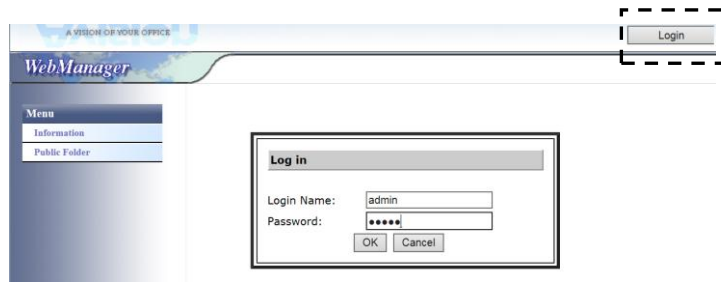 A VISION OF YOUR OFFICE
Login
WebManager
Menu
Information
Public Folder
Log in
Login Name: admin
Password: •••••
OK Cancel